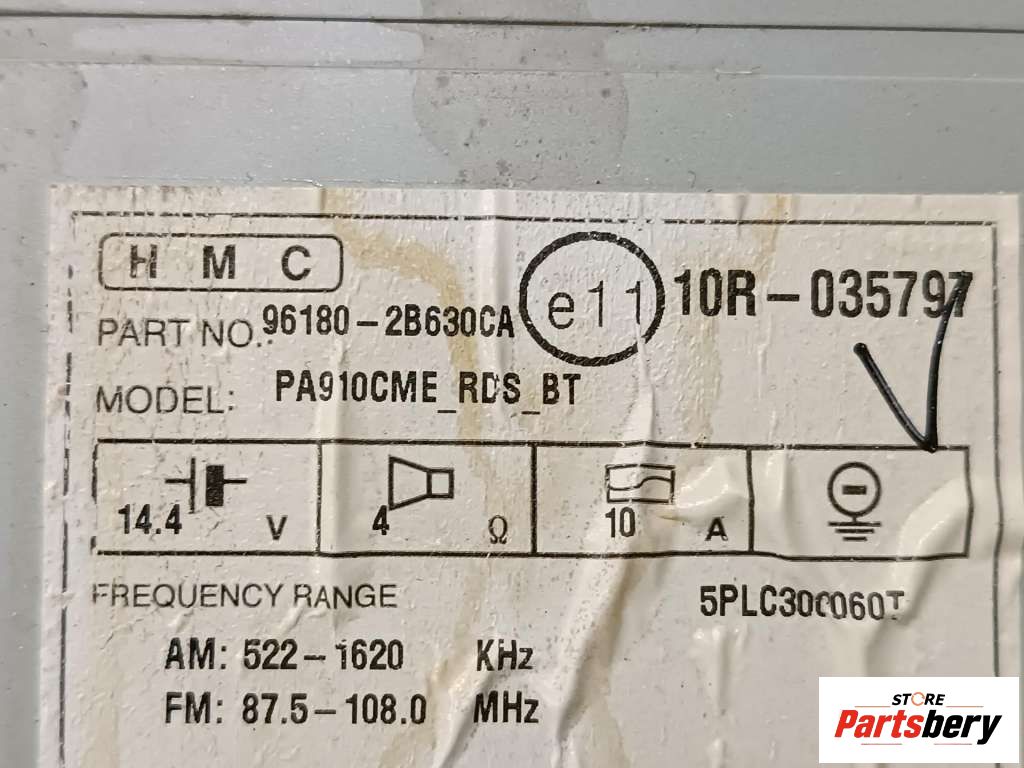 H M C
PART NO.: 96180-2B630CA
e11 10R-035797
MODEL: PA910CME_RDS_BT
14.4 V 4 Ω 10 A
FREQUENCY RANGE
5PLC300060T
AM: 522-1620 KHz
FM: 87.5-108.0 MHz
STORE
Partsbery